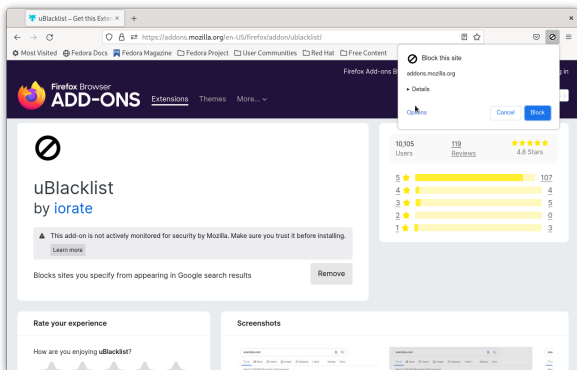 uBlacklist – Get this Exten
https://addons.mozilla.org/en-US/firefox/addon/ublacklist/
Most Visited Fedora Docs Fedora Magazine Fedora Project User Communities Red Hat Free Content
Block this site
addons.mozilla.org
Details
Options Cancel Block
Firefox Add-ons B
g in
Firefox Browser
ADD-ONS Extensions Themes More...
uBlacklist
by iorate
This add-on is not actively monitored for security by Mozilla. Make sure you trust it before installing.
Learn more
Blocks sites you specify from appearing in Google search results
Remove
10,105 119
Users Reviews 4.8 Stars
5 107
4 4
3 5
2 0
1 3
Rate your experience
How are you enjoying uBlacklist?
Screenshots